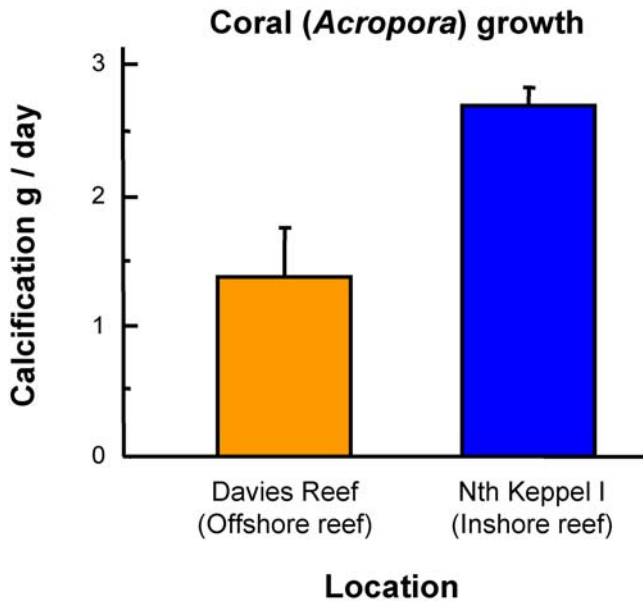 Coral (Acropora) growth
Calcification g / day
3
2
1
0
Davies Reef
(Offshore reef)
Nth Keppel I
(Inshore reef)
Location